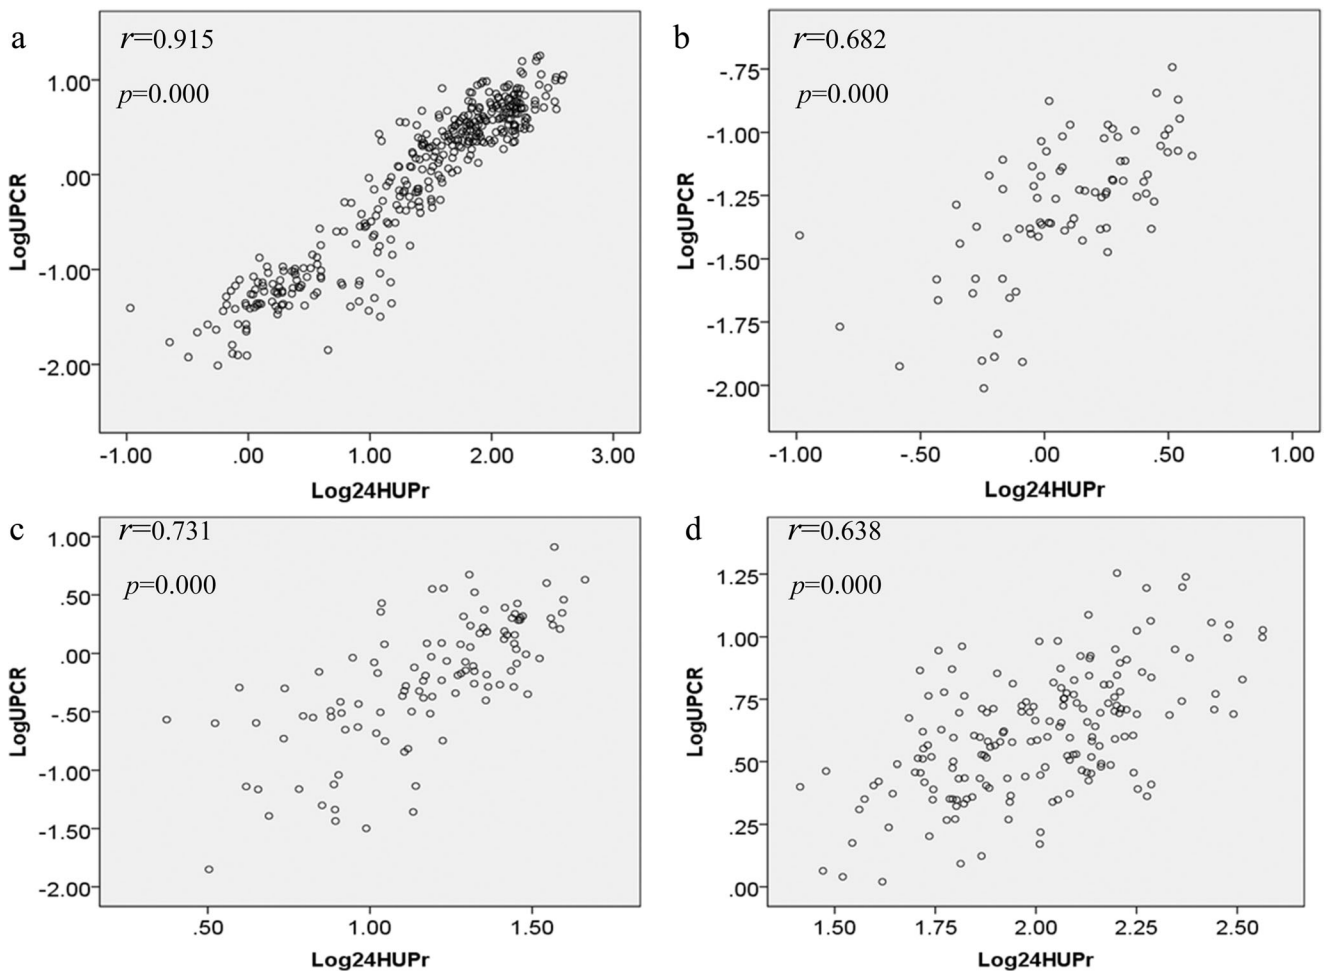 a
r=0.915
p=0.000
1.00
.00
-1.00
-2.00
LogUPCR
-1.00 .00 1.00 2.00 3.00
Log24HUPr
b
r=0.682
p=0.000
-.75
-1.00
-1.25
-1.50
-1.75
-2.00
LogUPCR
-1.00 -.50 .00 .50 1.00
Log24HUPr
c
r=0.731
p=0.000
1.00
.50
.00
-.50
-1.00
-1.50
-2.00
LogUPCR
.50 1.00 1.50
Log24HUPr
d
r=0.638
p=0.000
1.25
1.00
.75
.50
.25
.00
LogUPCR
1.50 1.75 2.00 2.25 2.50
Log24HUPr